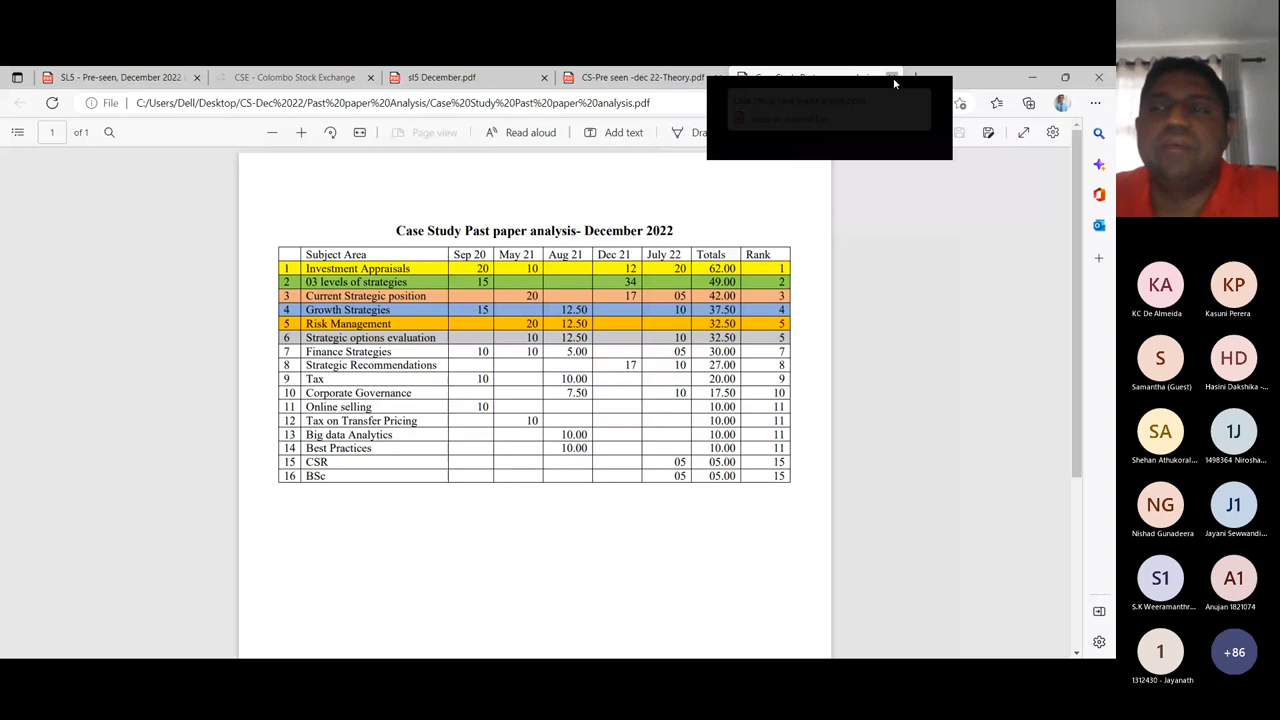 SL5 - Pre-seen, December 2022
CSE - Colombo Stock Exchange
sl5 December.pdf
CS-Pre seen -dec 22-Theory.pdf
File
C:/Users/Dell/Desktop/CS-Dec%2022/Past%20paper%20Analysis/Case%20Study%20Past%20paper%20analysis.pdf
1 of 1
Page view
Read aloud
Add text
Case Study Past paper analysis- December 2022
Subject Area Sep 20 May 21 Aug 21 Dec 21 July 22 Totals Rank
1 Investment Appraisals 20 10 12 20 62.00 1
2 03 levels of strategies 15 34 49.00 2
3 Current Strategic position 20 17 05 42.00 3
4 Growth Strategies 15 12.50 10 37.50 4
5 Risk Management 20 12.50 32.50 5
6 Strategic options evaluation 10 12.50 10 32.50 5
7 Finance Strategies 10 10 5.00 05 30.00 7
8 Strategic Recommendations 17 10 27.00 8
9 Tax 10 10.00 20.00 9
10 Corporate Governance 7.50 10 17.50 10
11 Online selling 10 10.00 11
12 Tax on Transfer Pricing 10 10.00 11
13 Big data Analytics 10.00 10.00 11
14 Best Practices 10.00 10.00 11
15 CSR 05 05.00 15
16 BSc 05 05.00 15
KA KP
KC De Almeida Kasuni Perera
S HD
Samantha (Guest) Hasini Dakshika -...
SA 1J
Shehan Athukoral... 1498364 Nirosha...
NG J1
Nishad Gunadeera Jayani Sewwandi...
S1 A1
S.K Weeramanthr... Anujan 1821074
1 +86
1312430 - Jayanath